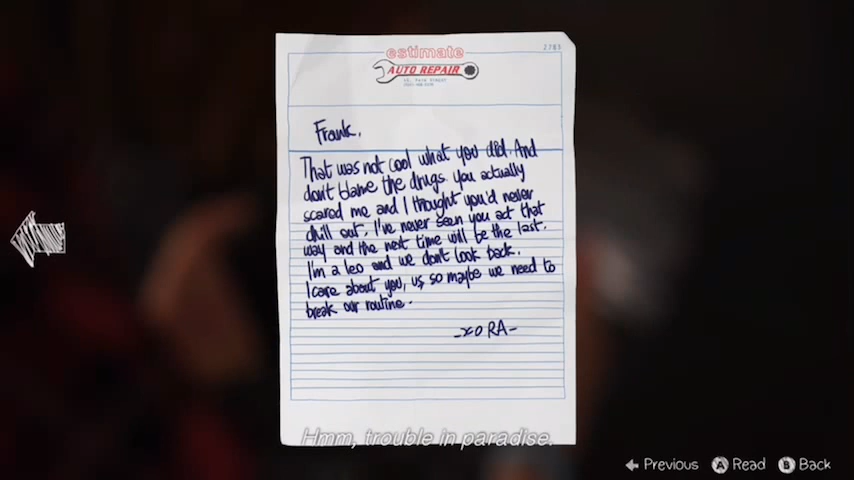 2783
estimate
AUTO REPAIR
Frank,
That was not cool what you did. And
don't blame the drugs. You actually
scared me and I thought you'd never
chill out. I've never seen you act that
way and the next time will be the last.
I'm a leo and we don't look back.
I care about you, us, so maybe we need to
break our routine.
-xo RA-
Hmm, trouble in paradise.
Previous A Read B Back